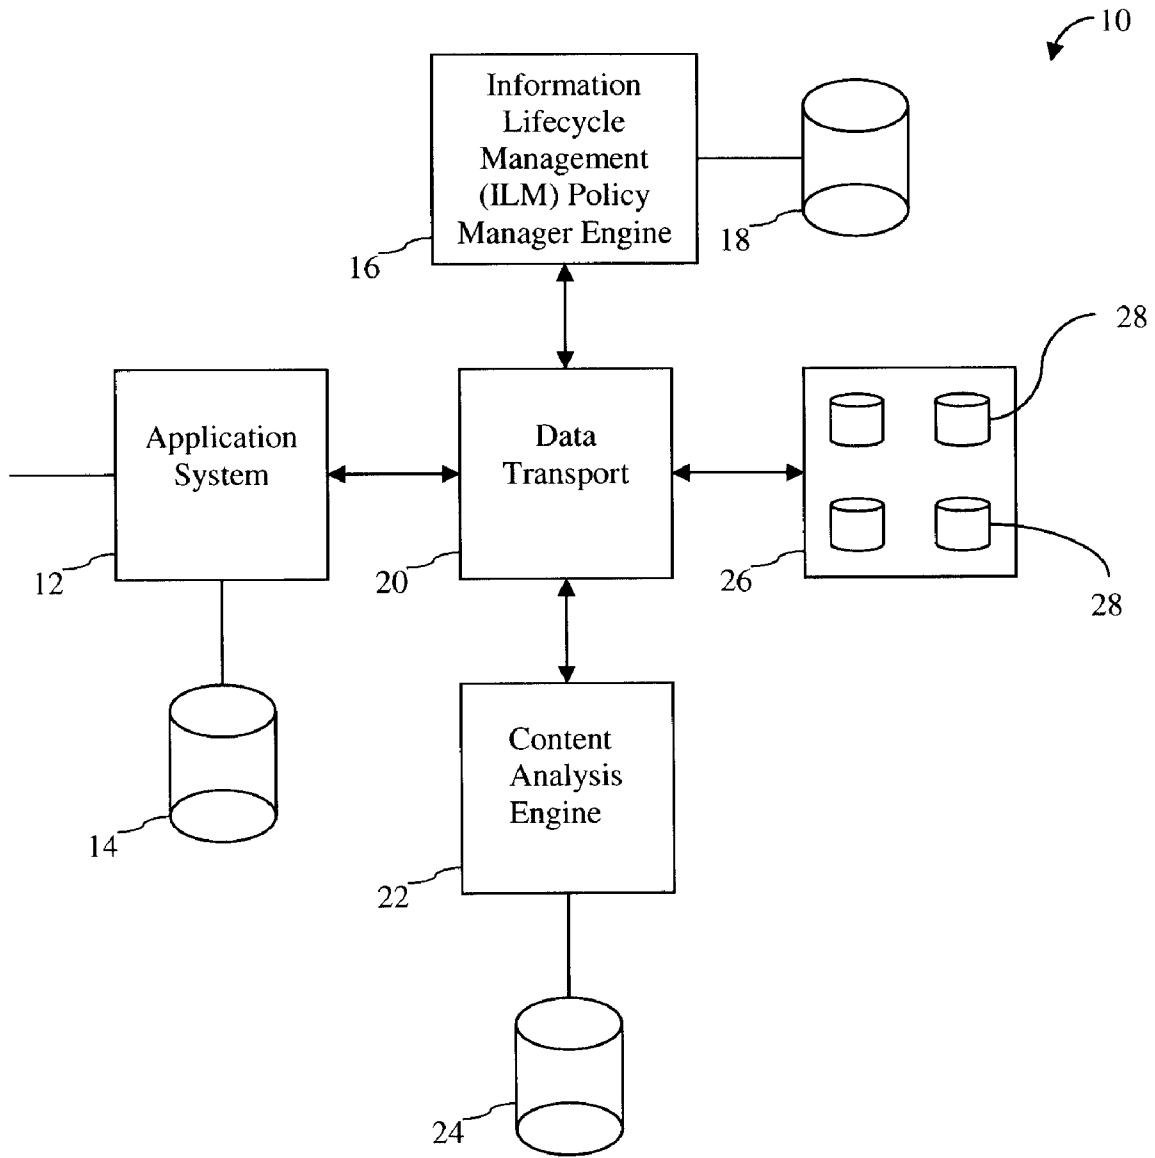 10
Information
Lifecycle
Management
(ILM) Policy
Manager Engine
16
18
28
Application
System
Data
Transport
12
20
26
28
Content
Analysis
Engine
14
22
24